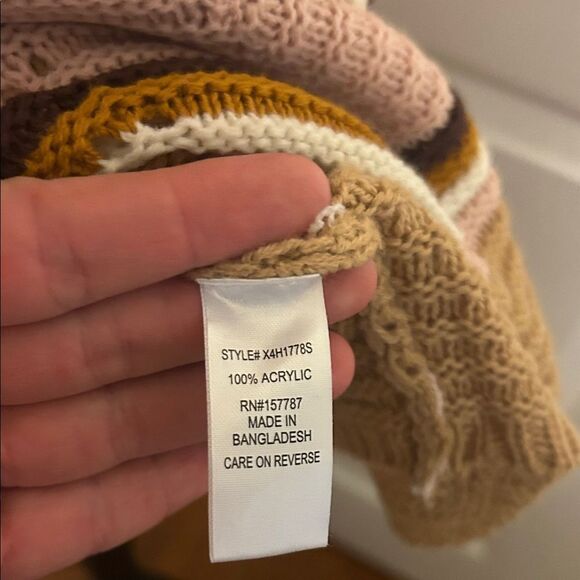 STYLE# X4H1778S
100% ACRYLIC
RN#157787
MADE IN
BANGLADESH
CARE ON REVERSE